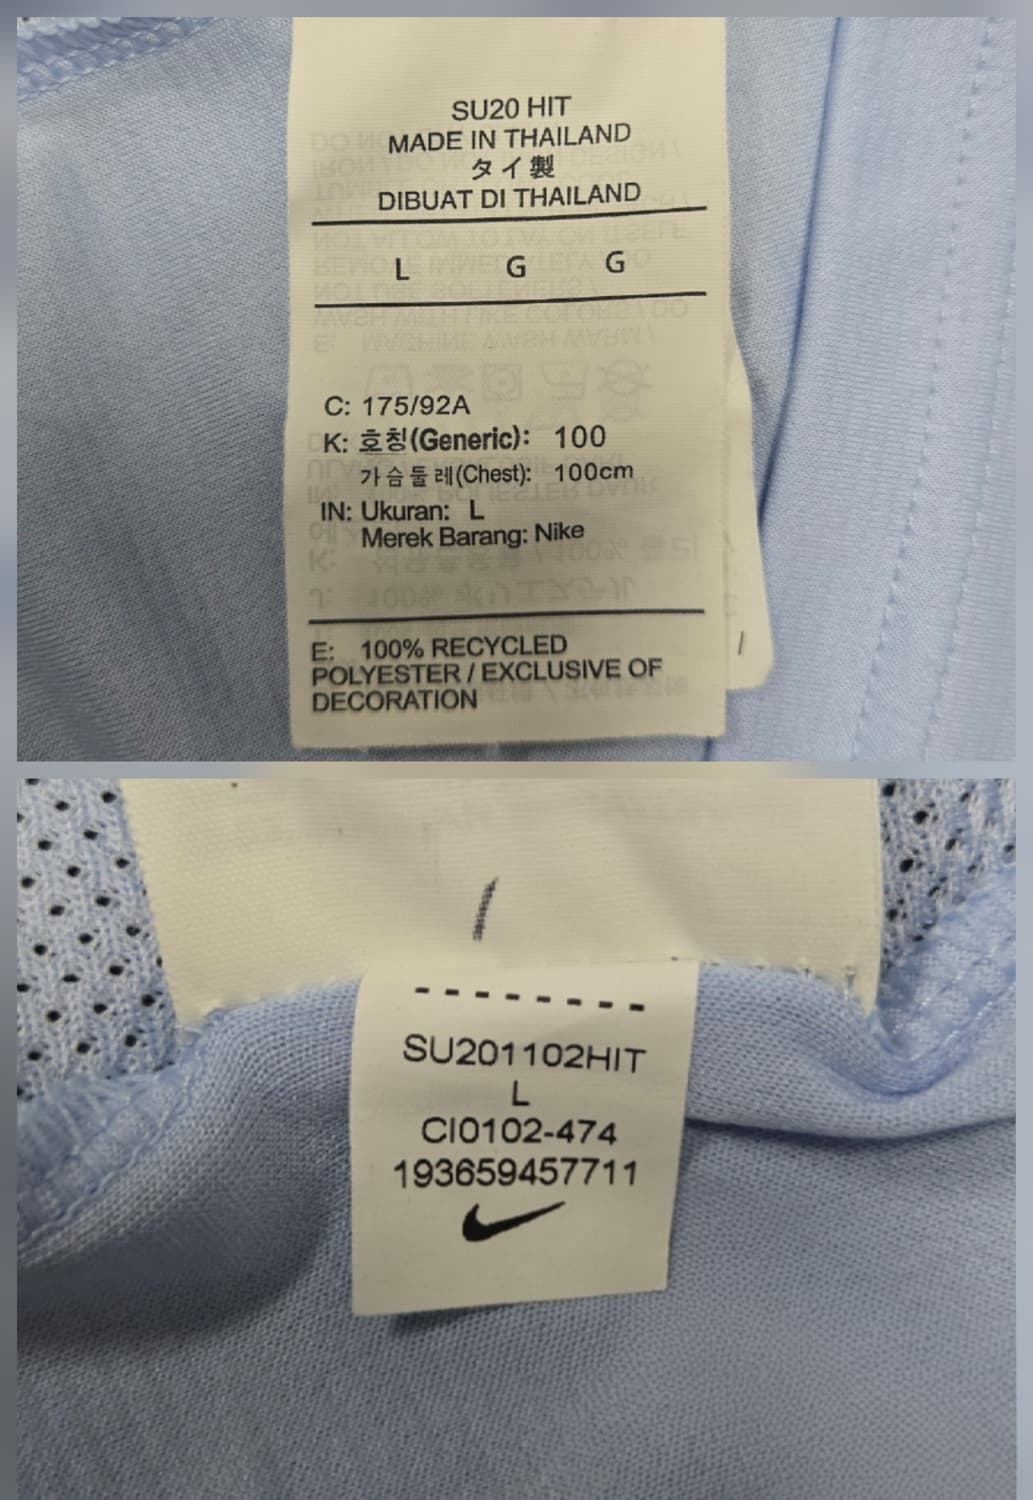 SU20 HIT
MADE IN THAILAND
タイ製
DIBUAT DI THAILAND
L G G
C: 175/92A
K: 호칭(Generic): 100
가슴둘레(Chest): 100cm
IN: Ukuran: L
Merek Barang: Nike
E: 100% RECYCLED
POLYESTER / EXCLUSIVE OF
DECORATION
SU201102HIT
L
CI0102-474
193659457711